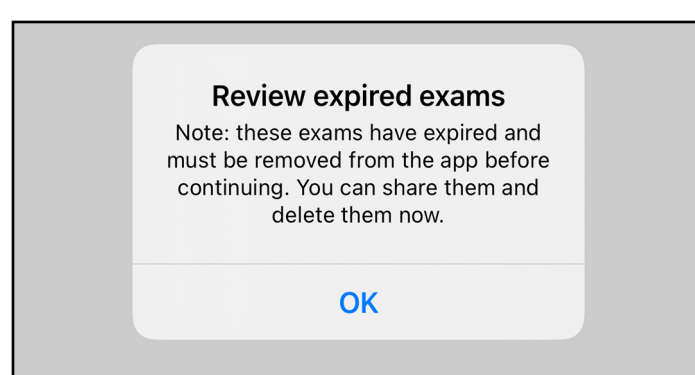 Review expired exams
Note: these exams have expired and
must be removed from the app before
continuing. You can share them and
delete them now.
OK